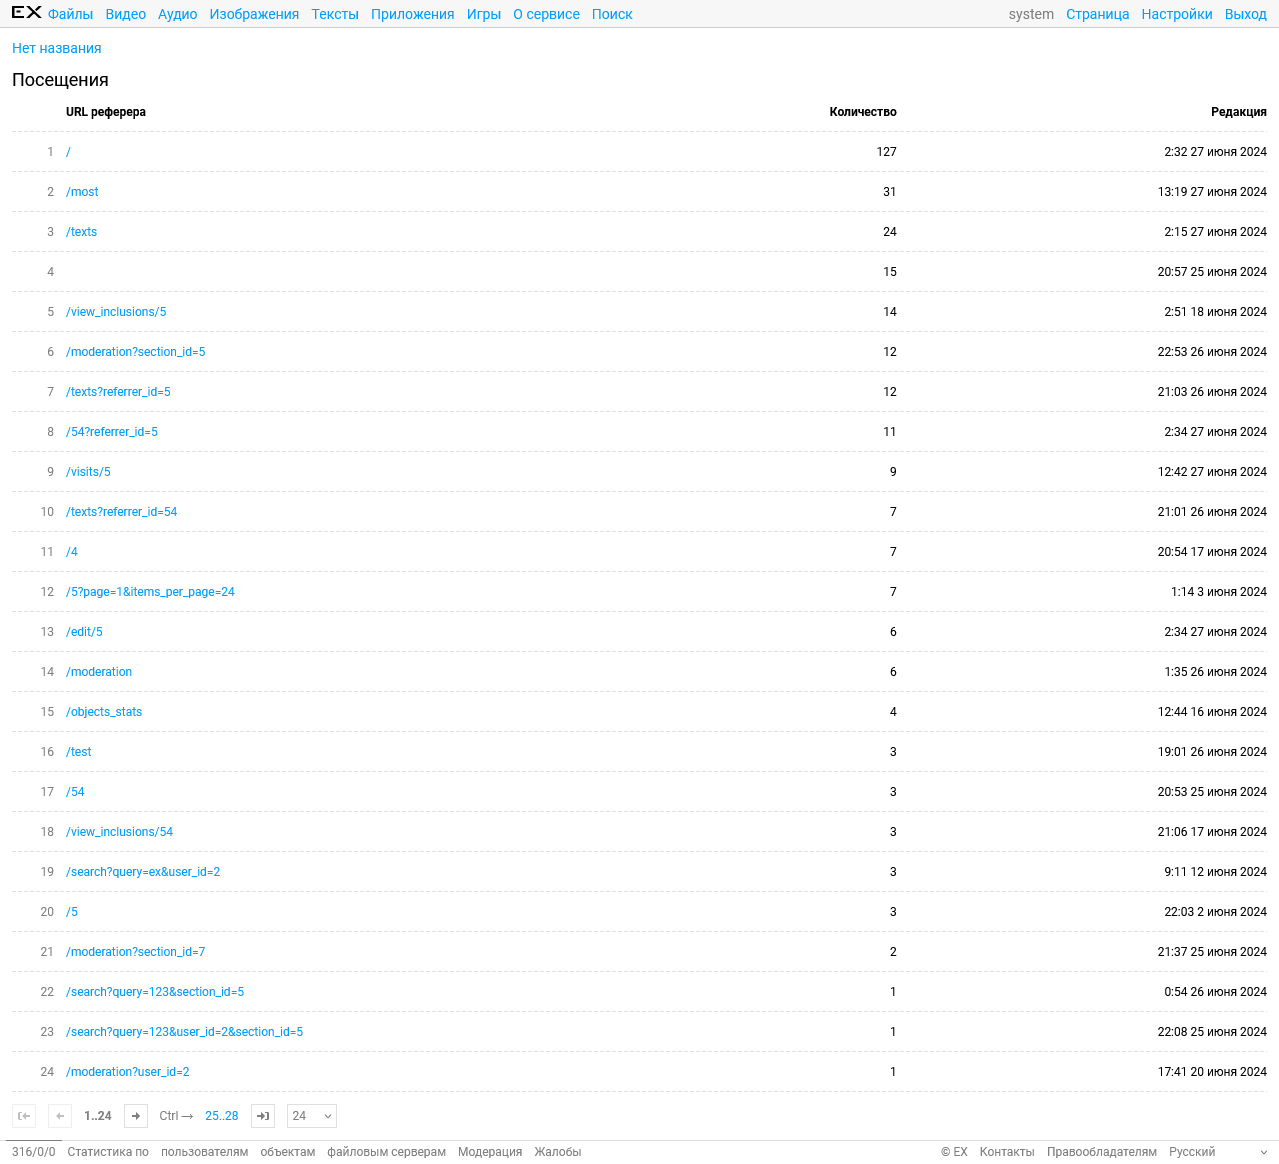 EX Файлы Видео Аудио Изображения Тексты Приложения Игры О сервисе Поиск system Страница Настройки Выход
Нет названия
Посещения
URL реферера Количество Редакция
1 / 127 2:32 27 июня 2024
2 /most 31 13:19 27 июня 2024
3 /texts 24 2:15 27 июня 2024
4 15 20:57 25 июня 2024
5 /view_inclusions/5 14 2:51 18 июня 2024
6 /moderation?section_id=5 12 22:53 26 июня 2024
7 /texts?referrer_id=5 12 21:03 26 июня 2024
8 /54?referrer_id=5 11 2:34 27 июня 2024
9 /visits/5 9 12:42 27 июня 2024
10 /texts?referrer_id=54 7 21:01 26 июня 2024
11 /4 7 20:54 17 июня 2024
12 /5?page=1&items_per_page=24 7 1:14 3 июня 2024
13 /edit/5 6 2:34 27 июня 2024
14 /moderation 6 1:35 26 июня 2024
15 /objects_stats 4 12:44 16 июня 2024
16 /test 3 19:01 26 июня 2024
17 /54 3 20:53 25 июня 2024
18 /view_inclusions/54 3 21:06 17 июня 2024
19 /search?query=ex&user_id=2 3 9:11 12 июня 2024
20 /5 3 22:03 2 июня 2024
21 /moderation?section_id=7 2 21:37 25 июня 2024
22 /search?query=123&section_id=5 1 0:54 26 июня 2024
23 /search?query=123&user_id=2&section_id=5 1 22:08 25 июня 2024
24 /moderation?user_id=2 1 17:41 20 июня 2024
1..24 Ctrl → 25..28 24
316/0/0 Статистика по пользователям объектам файловым серверам Модерация Жалобы © EX Контакты Правообладателям Русский